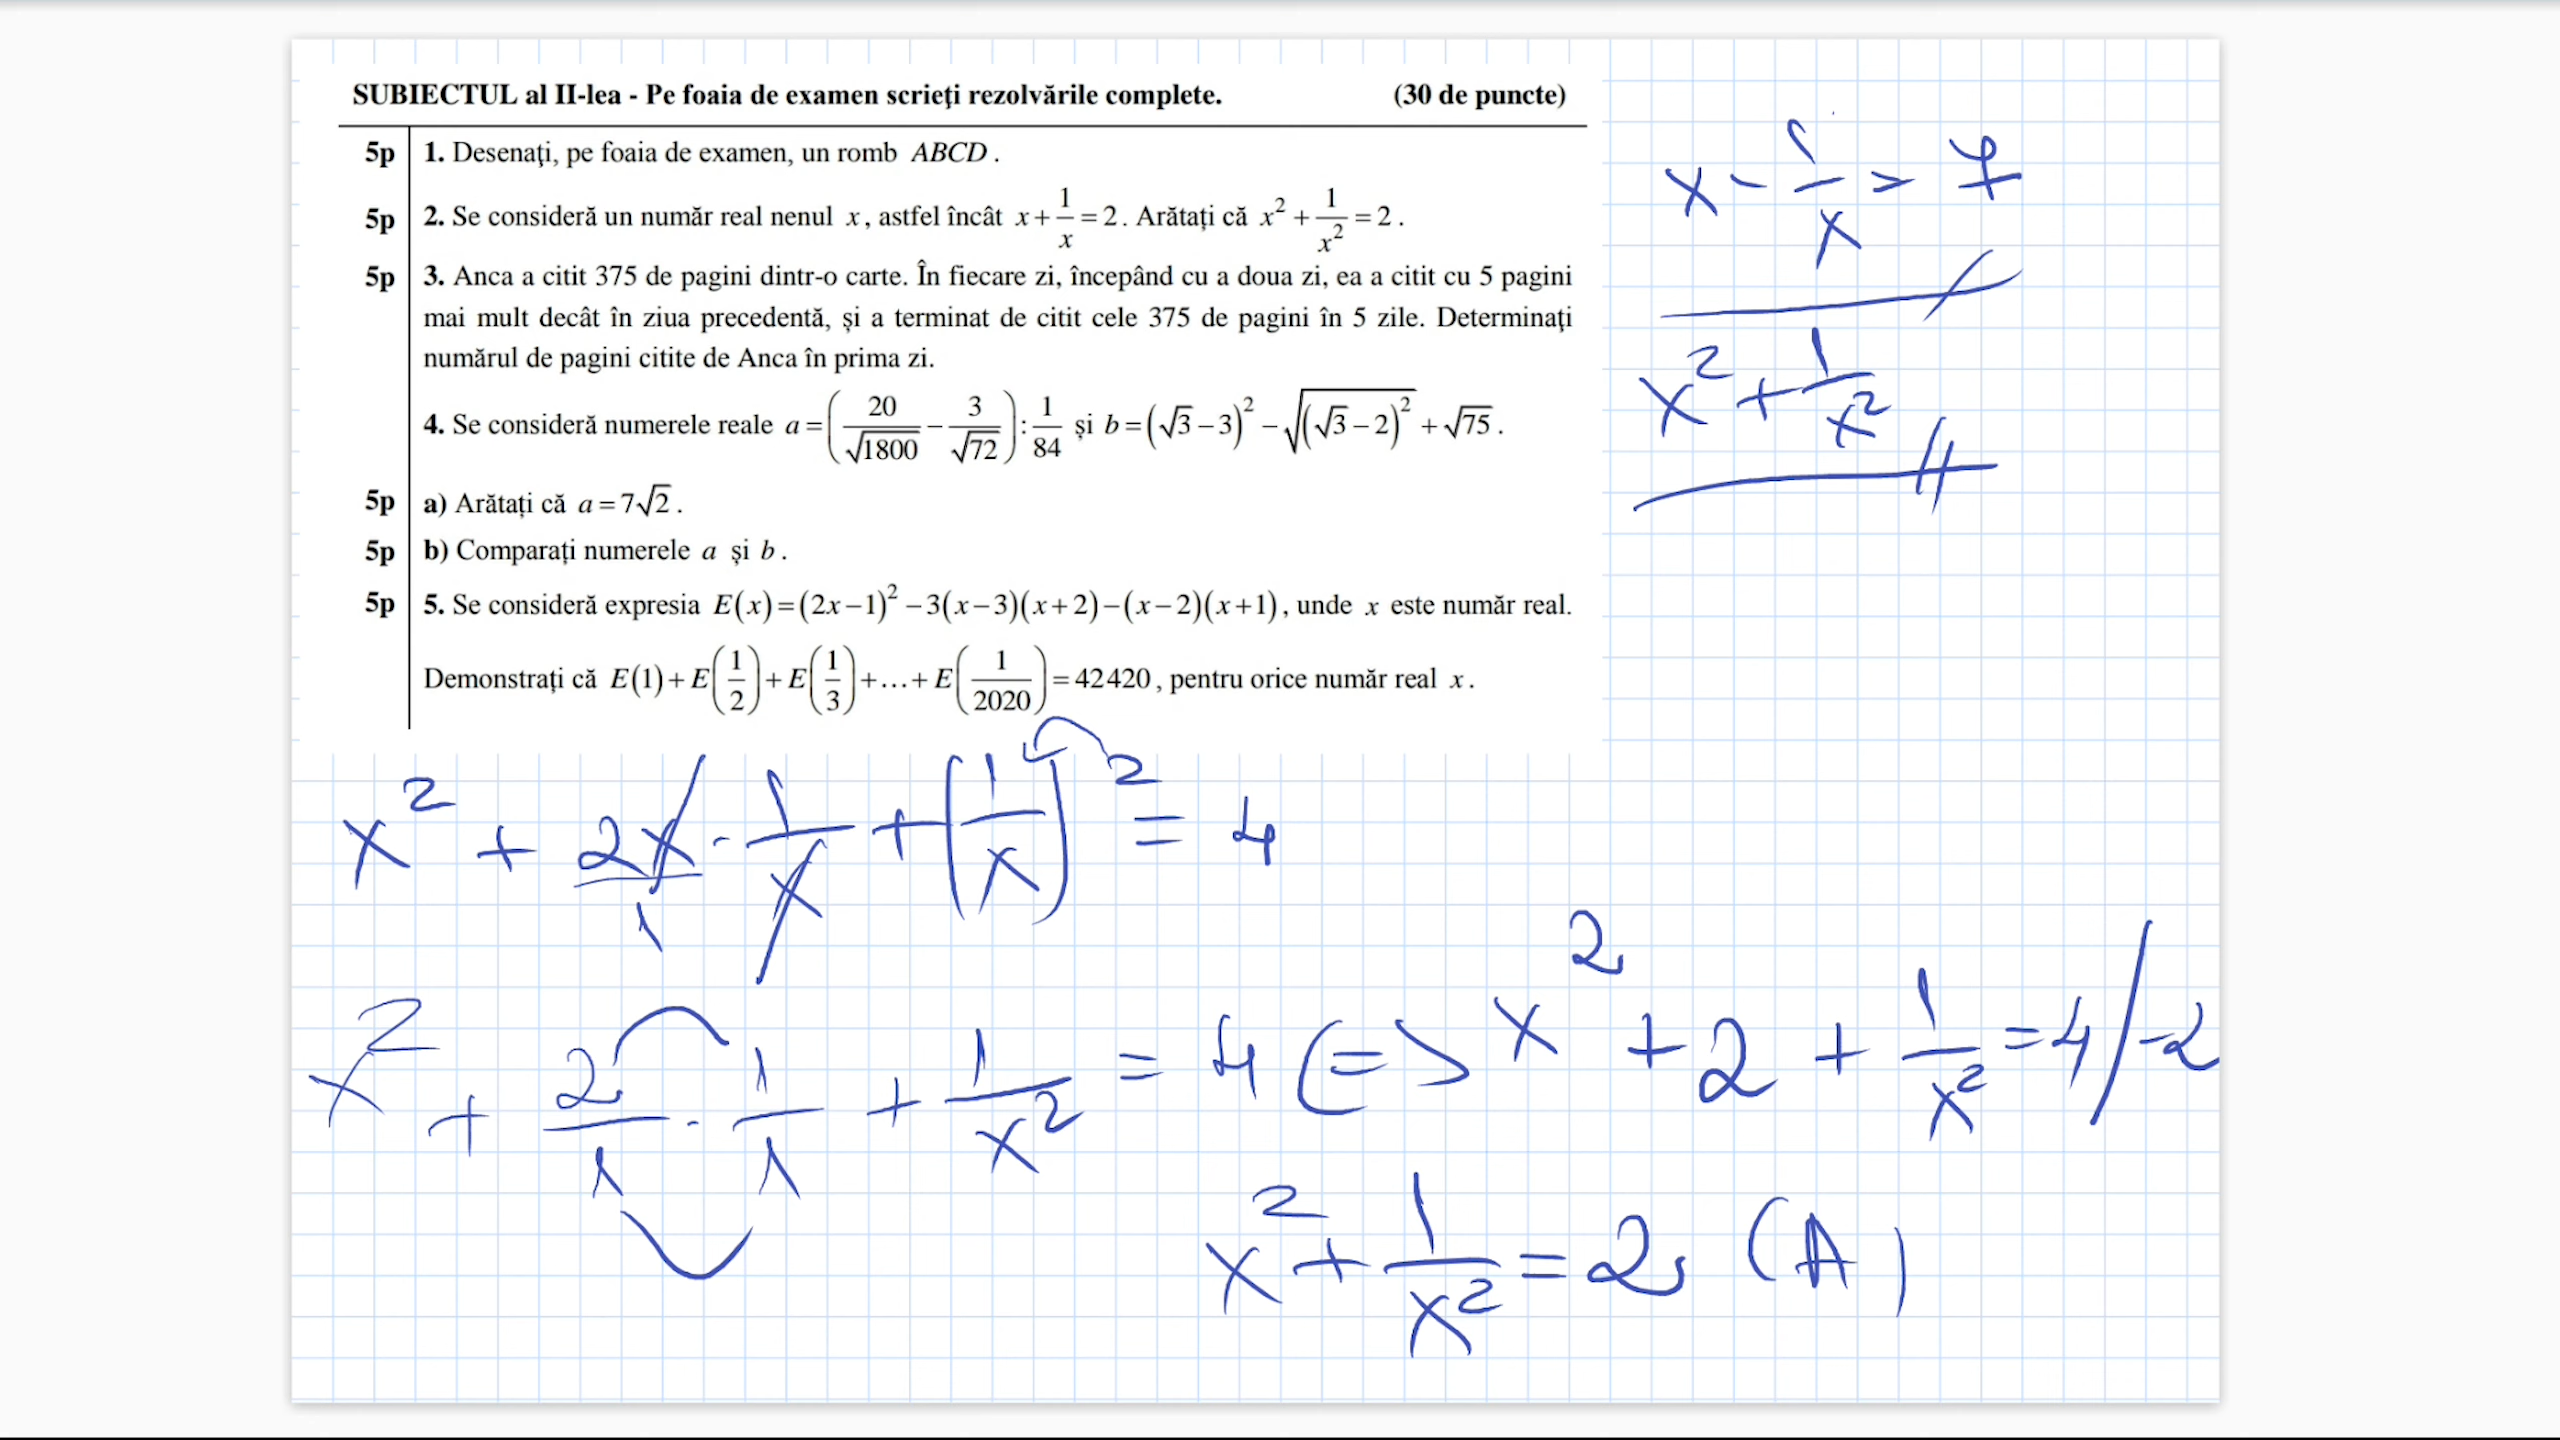 SUBIECTUL al II-lea - Pe foaia de examen scrieți rezolvările complete. (30 de puncte)
5p 1. Desenați, pe foaia de examen, un romb ABCD.
5p 2. Se consideră un număr real nenul x, astfel încât x + 1/x = 2. Arătați că x² + 1/x² = 2.
5p 3. Anca a citit 375 de pagini dintr-o carte. În fiecare zi, începând cu a doua zi, ea a citit cu 5 pagini
mai mult decât în ziua precedentă, și a terminat de citit cele 375 de pagini în 5 zile. Determinați
numărul de pagini citite de Anca în prima zi.
4. Se consideră numerele reale a = (20/√1800 − 3/√72) : 1/84 și b = (√3 − 3)² − √((√3 − 2)²) + √75.
5p a) Arătați că a = 7√2.
5p b) Comparați numerele a și b.
5p 5. Se consideră expresia E(x) = (2x−1)² − 3(x−3)(x+2) − (x−2)(x+1), unde x este număr real.
Demonstrați că E(1) + E(1/2) + E(1/3) + ... + E(1/2020) = 42420, pentru orice număr real x.
x − 1/x = 7
x² + 1/x²
x² + 2x · 1/x + (1/x)² = 4
1
x² + 2/1 · 1/1 + 1/x² = 4 (=> x² + 2 + 1/x² = 4 / −2
x² + 1/x² = 2, (A)